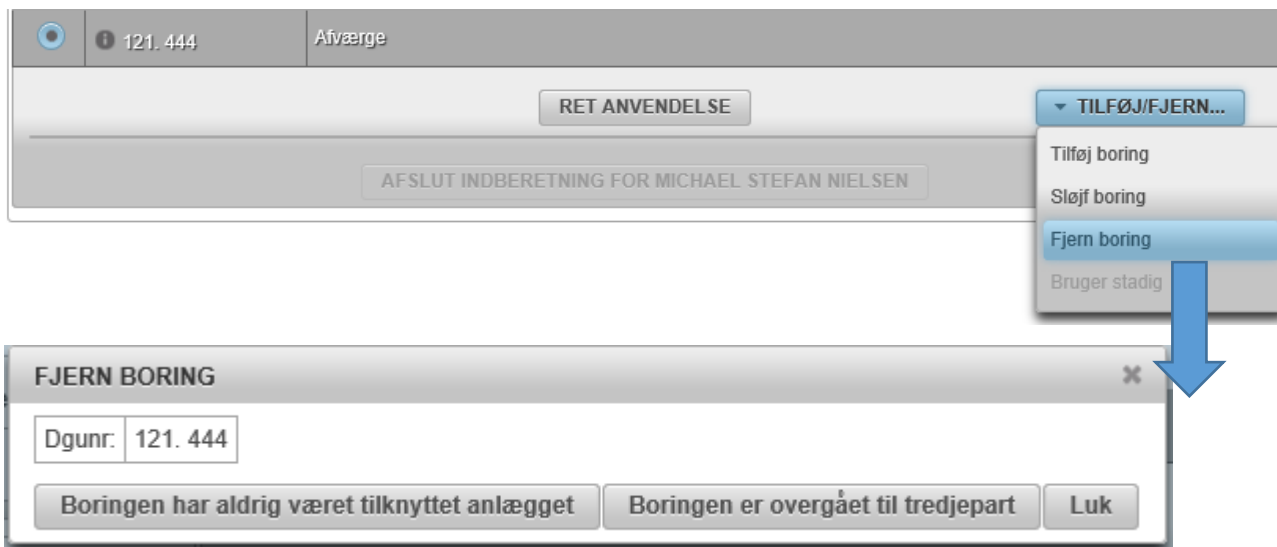 121. 444 Afværge
RET ANVENDELSE TILFØJ/FJERN...
Tilføj boring
AFSLUT INDBERETNING FOR MICHAEL STEFAN NIELSEN
Sløjf boring
Fjern boring
Bruger stadig
FJERN BORING
Dgunr: 121. 444
Boringen har aldrig været tilknyttet anlægget Boringen er overgået til tredjepart Luk